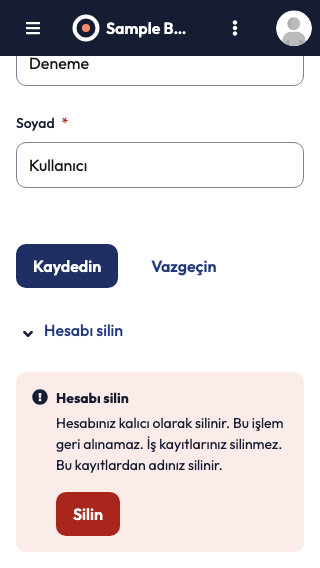 Sample B...
Deneme
Soyad *
Kullanıcı
Kaydedin
Vazgeçin
Hesabı silin
Hesabı silin
Hesabınız kalıcı olarak silinir. Bu işlem
geri alınamaz. İş kayıtlarınız silinmez.
Bu kayıtlardan adınız silinir.
Silin